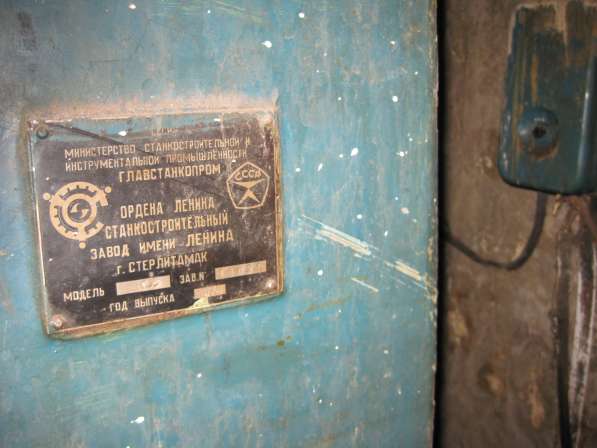 МИНИСТЕРСТВО СТАНКОСТРОИТЕЛЬНОЙ И
ИНСТРУМЕНТАЛЬНОЙ ПРОМЫШЛЕННОСТИ
ГЛАВСТАНКОПРОМ
СССР
ОРДЕНА ЛЕНИНА
СТАНКОСТРОИТЕЛЬНЫЙ
ЗАВОД ИМЕНИ ЛЕНИНА
г. СТЕРЛИТАМАК
МОДЕЛЬ ЗАВ.N
ГОД ВЫПУСКА